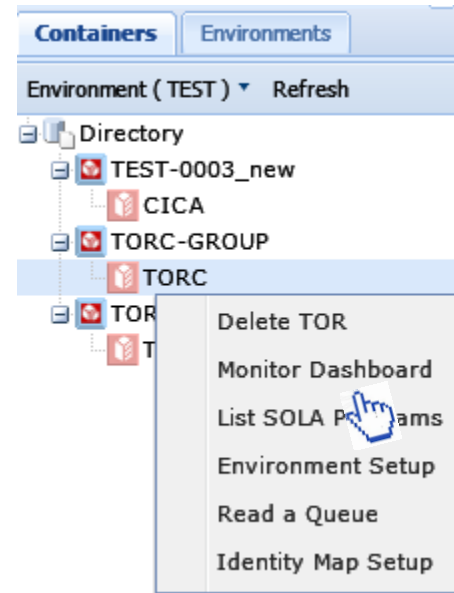 Containers Environments
Environment ( TEST ) Refresh
Directory
TEST-0003_new
CICA
TORC-GROUP
TORC
Delete TOR
Monitor Dashboard
List SOLA
Environment Setup
Read a Queue
Identity Map Setup